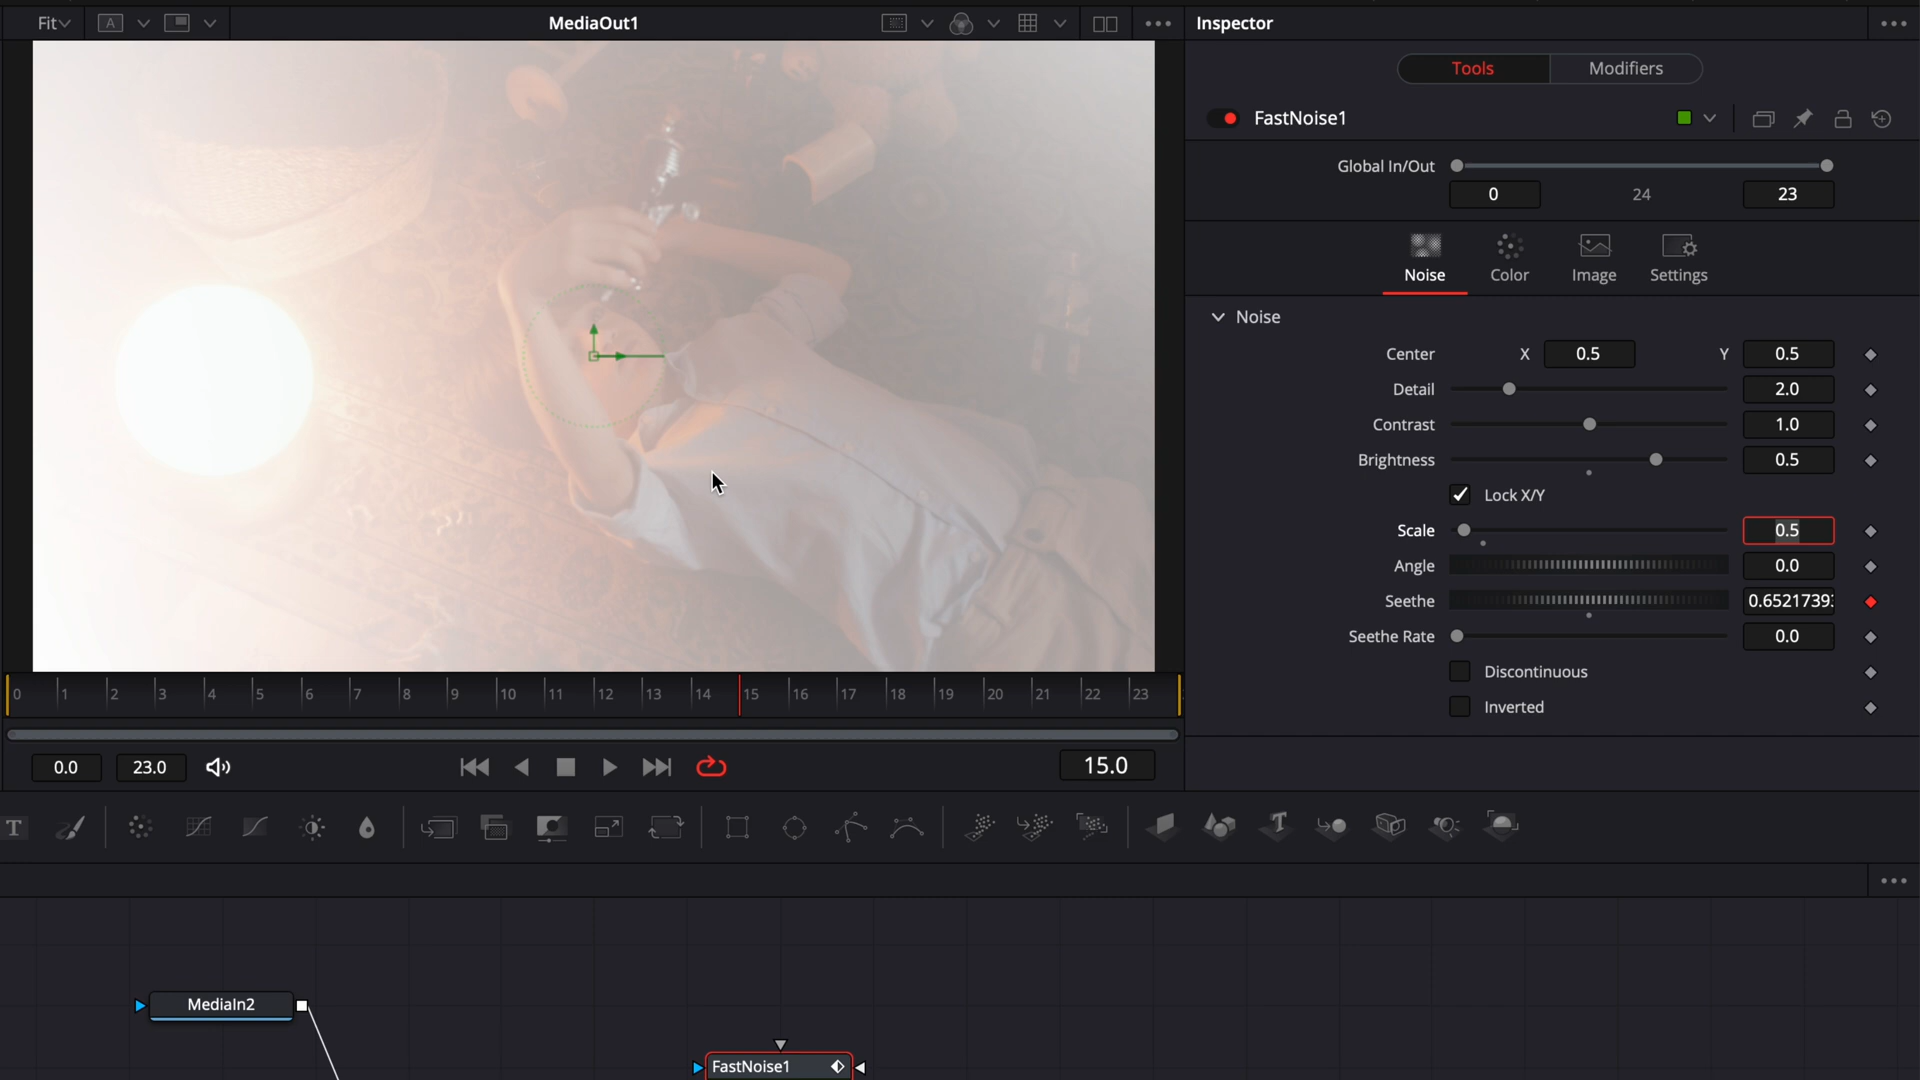 Fit
A
MediaOut1
Inspector
Tools
Modifiers
FastNoise1
Global In/Out
0
24
23
Noise
Color
Image
Settings
Noise
Center
X
0.5
Y
0.5
Detail
2.0
Contrast
1.0
Brightness
0.5
Lock X/Y
Scale
0.5
Angle
0.0
Seethe
0.6521739
Seethe Rate
0.0
Discontinuous
Inverted
0 1 2 3 4 5 6 7 8 9 10 11 12 13 14 15 16 17 18 19 20 21 22 23
0.0
23.0
15.0
T
T
MediaIn2
FastNoise1